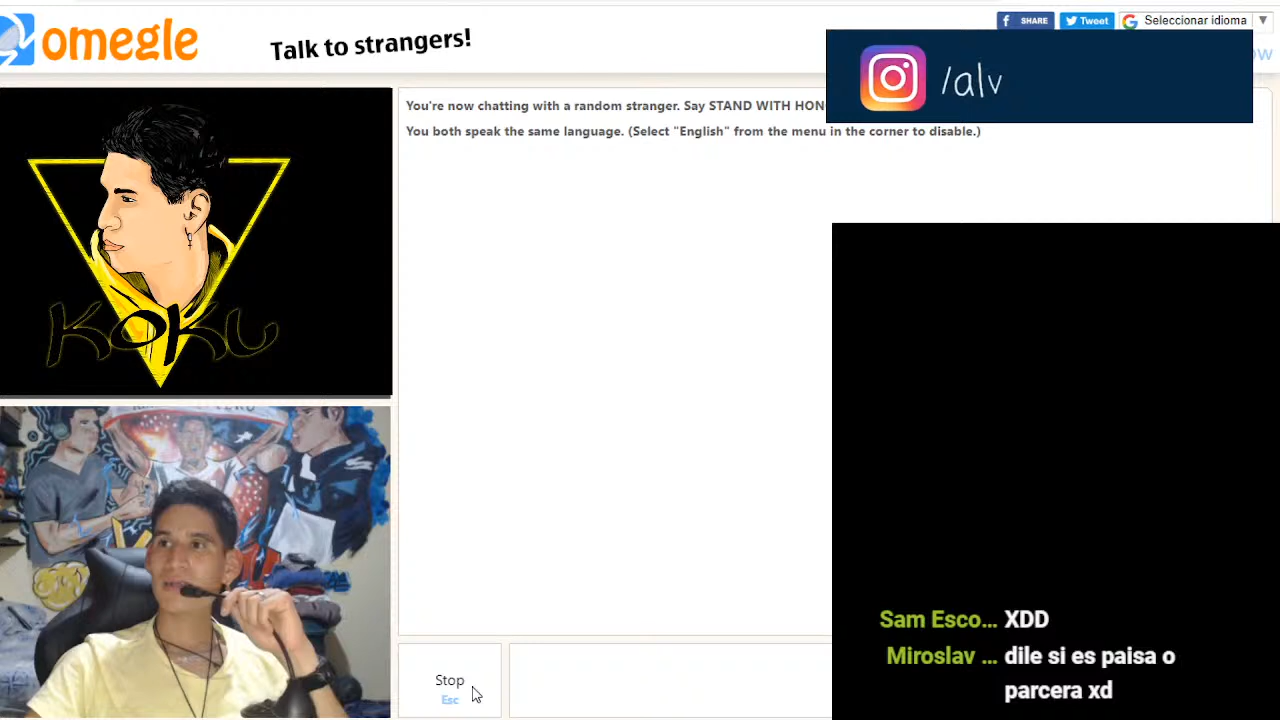 omegle
Talk to strangers!
SHARE
Tweet
Seleccionar idioma
/alv
You're now chatting with a random stranger. Say STAND WITH HON
You both speak the same language. (Select "English" from the menu in the corner to disable.)
KOKU
Stop
Esc
Sam Esco... XDD
Miroslav ... dile si es paisa o
parcera xd